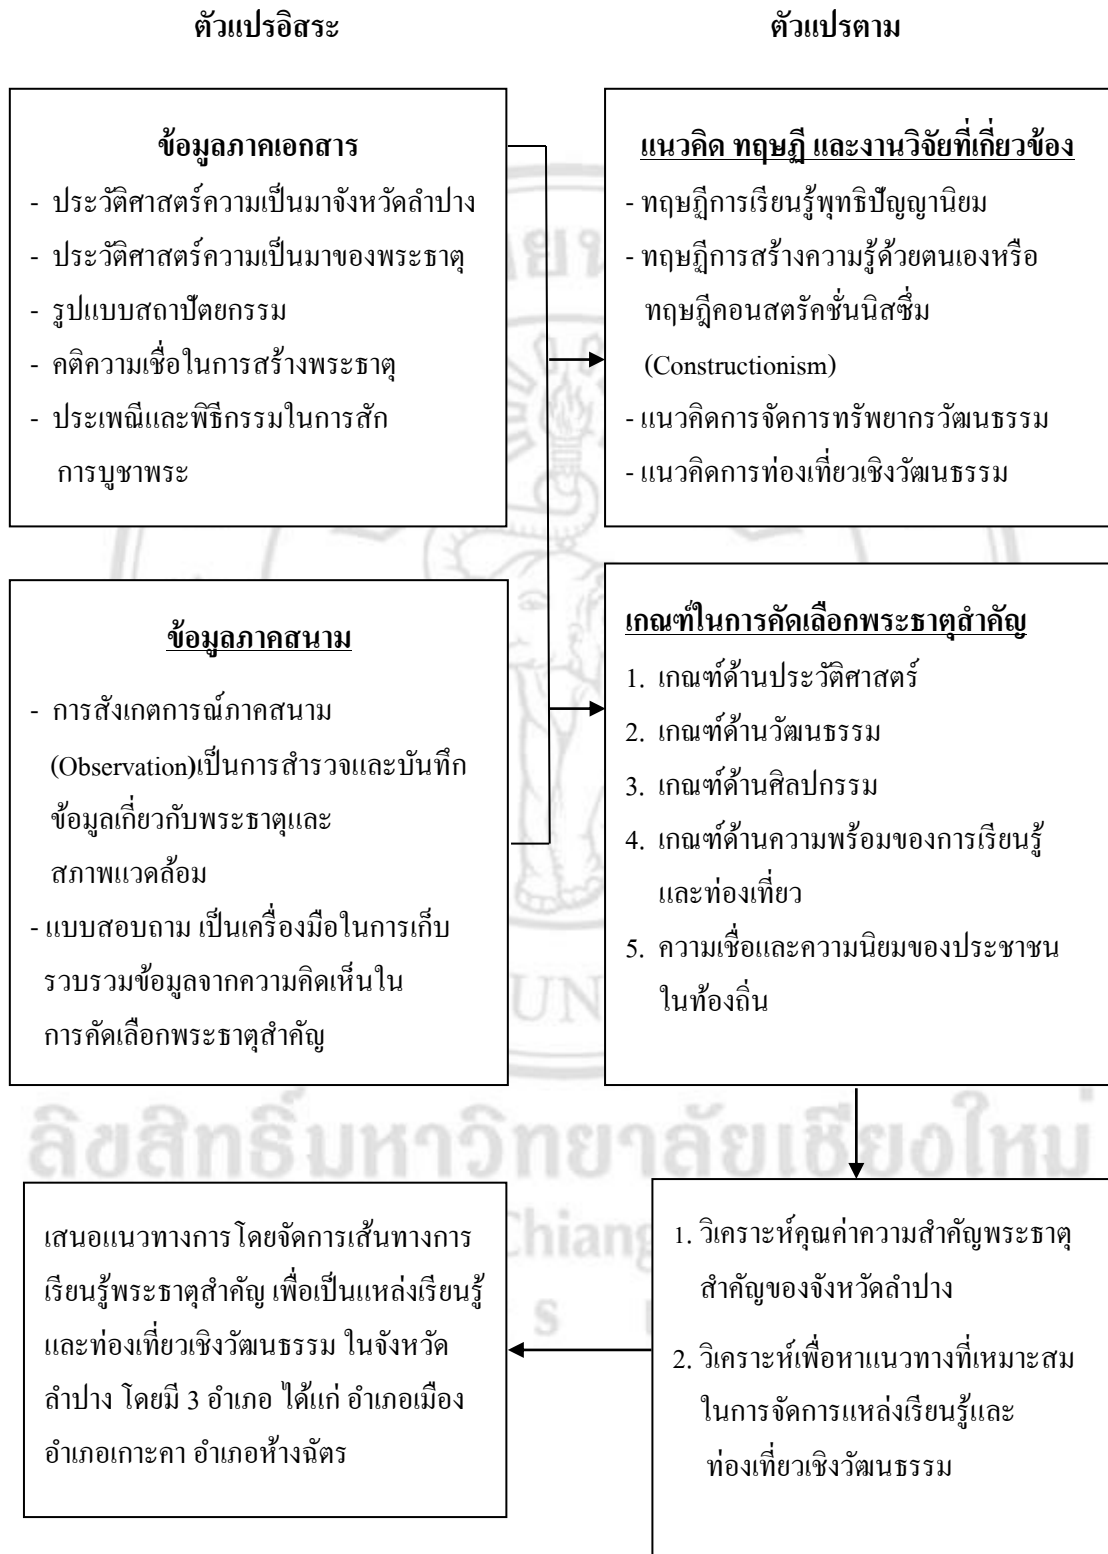 ตัวแปรอิสระ
ตัวแปรตาม
ข้อมูลภาคเอกสาร
- ประวัติศาสตร์ความเป็นมาจังหวัดลำปาง
- ประวัติศาสตร์ความเป็นมาของพระธาตุ
- รูปแบบสถาปัตยกรรม
- คติความเชื่อในการสร้างพระธาตุ
- ประเพณีและพิธีกรรมในการสัก
การบูชาพระ
แนวคิด ทฤษฎี และงานวิจัยที่เกี่ยวข้อง
- ทฤษฎีการเรียนรู้พุทธิปัญญานิยม
- ทฤษฎีการสร้างความรู้ด้วยตนเองหรือ
ทฤษฎีคอนสตรัคชั่นนิสซึ่ม
(Constructionism)
- แนวคิดการจัดการทรัพยากรวัฒนธรรม
- แนวคิดการท่องเที่ยวเชิงวัฒนธรรม
ข้อมูลภาคสนาม
- การสังเกตการณ์ภาคสนาม
(Observation)เป็นการสำรวจและบันทึก
ข้อมูลเกี่ยวกับพระธาตุและ
สภาพแวดล้อม
- แบบสอบถาม เป็นเครื่องมือในการเก็บ
รวบรวมข้อมูลจากความคิดเห็นใน
การคัดเลือกพระธาตุสำคัญ
เกณฑ์ในการคัดเลือกพระธาตุสำคัญ
1. เกณฑ์ด้านประวัติศาสตร์
2. เกณฑ์ด้านวัฒนธรรม
3. เกณฑ์ด้านศิลปกรรม
4. เกณฑ์ด้านความพร้อมของการเรียนรู้
และท่องเที่ยว
5. ความเชื่อและความนิยมของประชาชน
ในท้องถิ่น
ลิขสิทธิ์มหาวิทยาลัยเชียงใหม่
เสนอแนวทางการโดยจัดการเส้นทางการ
เรียนรู้พระธาตุสำคัญ เพื่อเป็นแหล่งเรียนรู้
และท่องเที่ยวเชิงวัฒนธรรม ในจังหวัด
ลำปาง โดยมี 3 อำเภอ ได้แก่ อำเภอเมือง
อำเภอเกาะคา อำเภอห้างฉัตร
1. วิเคราะห์คุณค่าความสำคัญพระธาตุ
สำคัญของจังหวัดลำปาง
2. วิเคราะห์เพื่อหาแนวทางที่เหมาะสม
ในการจัดการแหล่งเรียนรู้และ
ท่องเที่ยวเชิงวัฒนธรรม